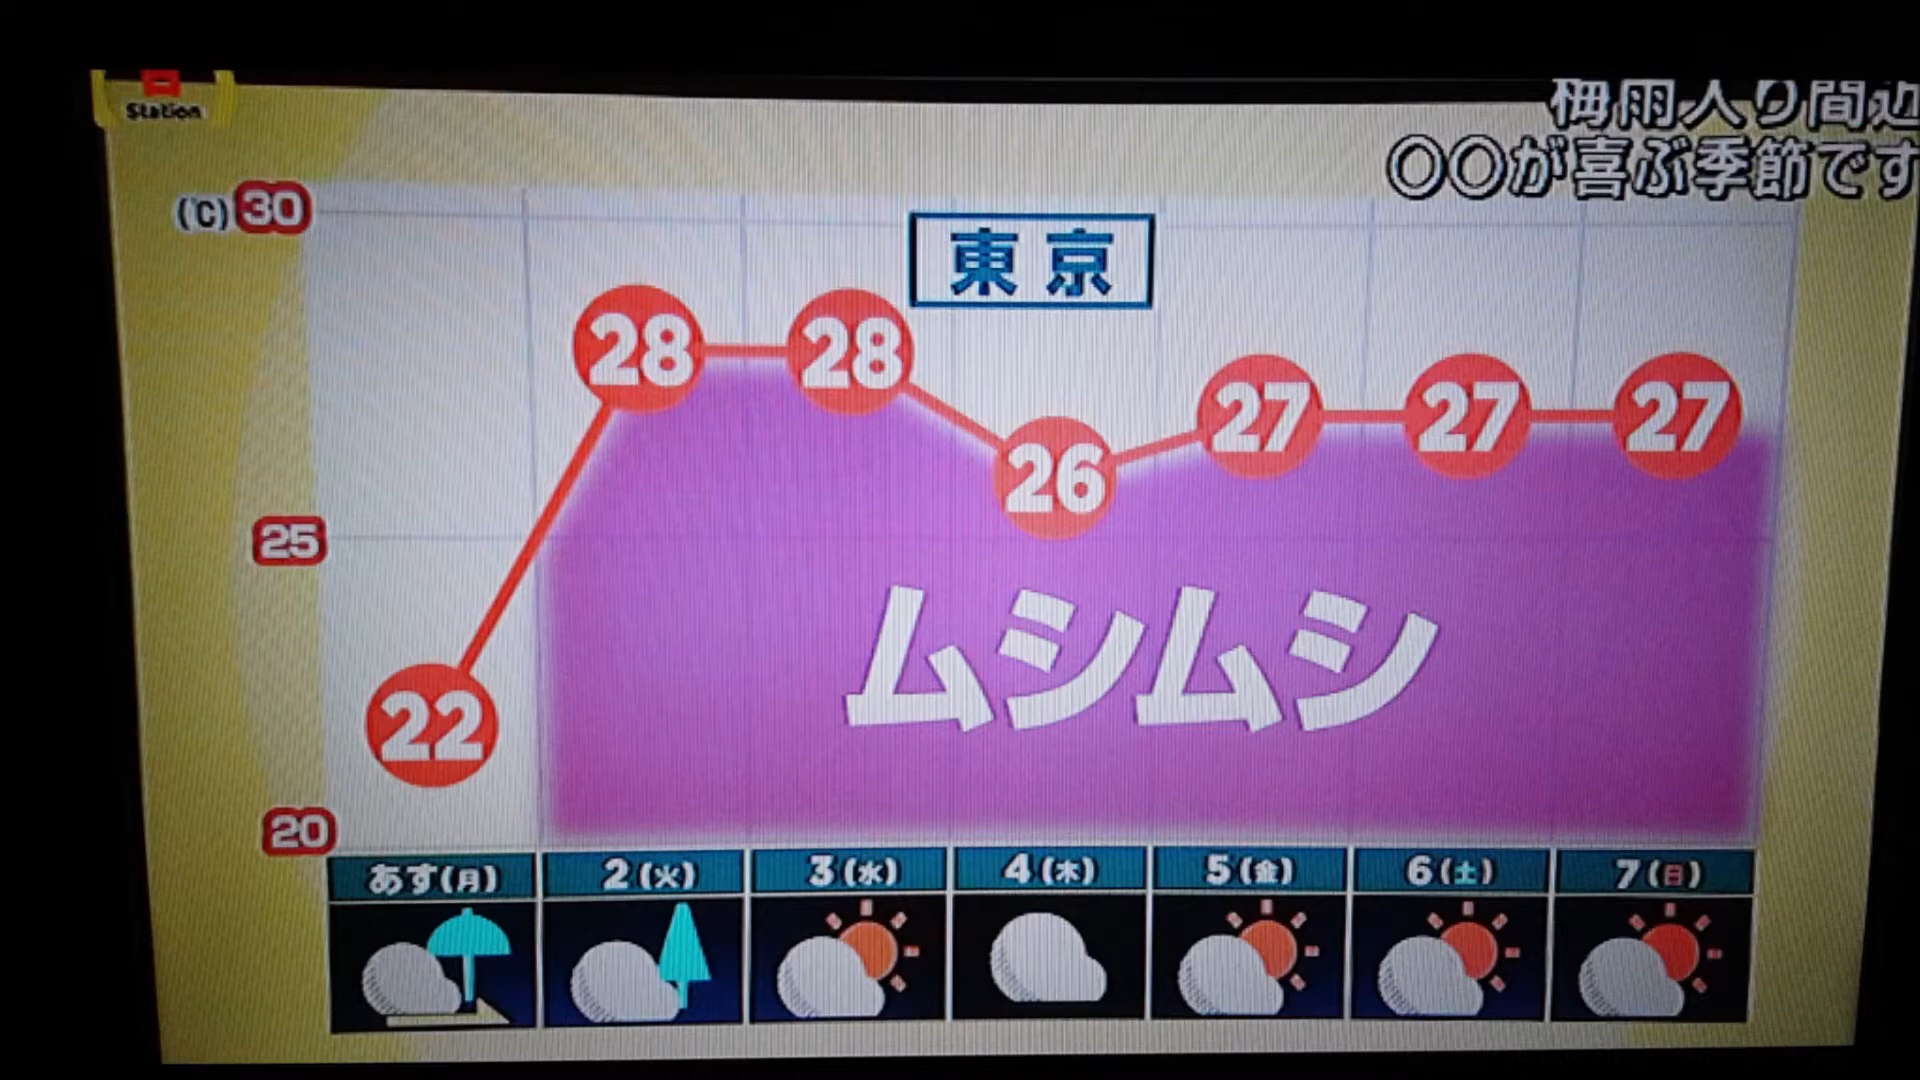 Station
梅雨入り間近
〇〇が喜ぶ季節です
(℃) 30
東京
28 28 26 27 27 27
25
ムシムシ
22
20
あす(月) 2(火) 3(水) 4(木) 5(金) 6(土) 7(日)